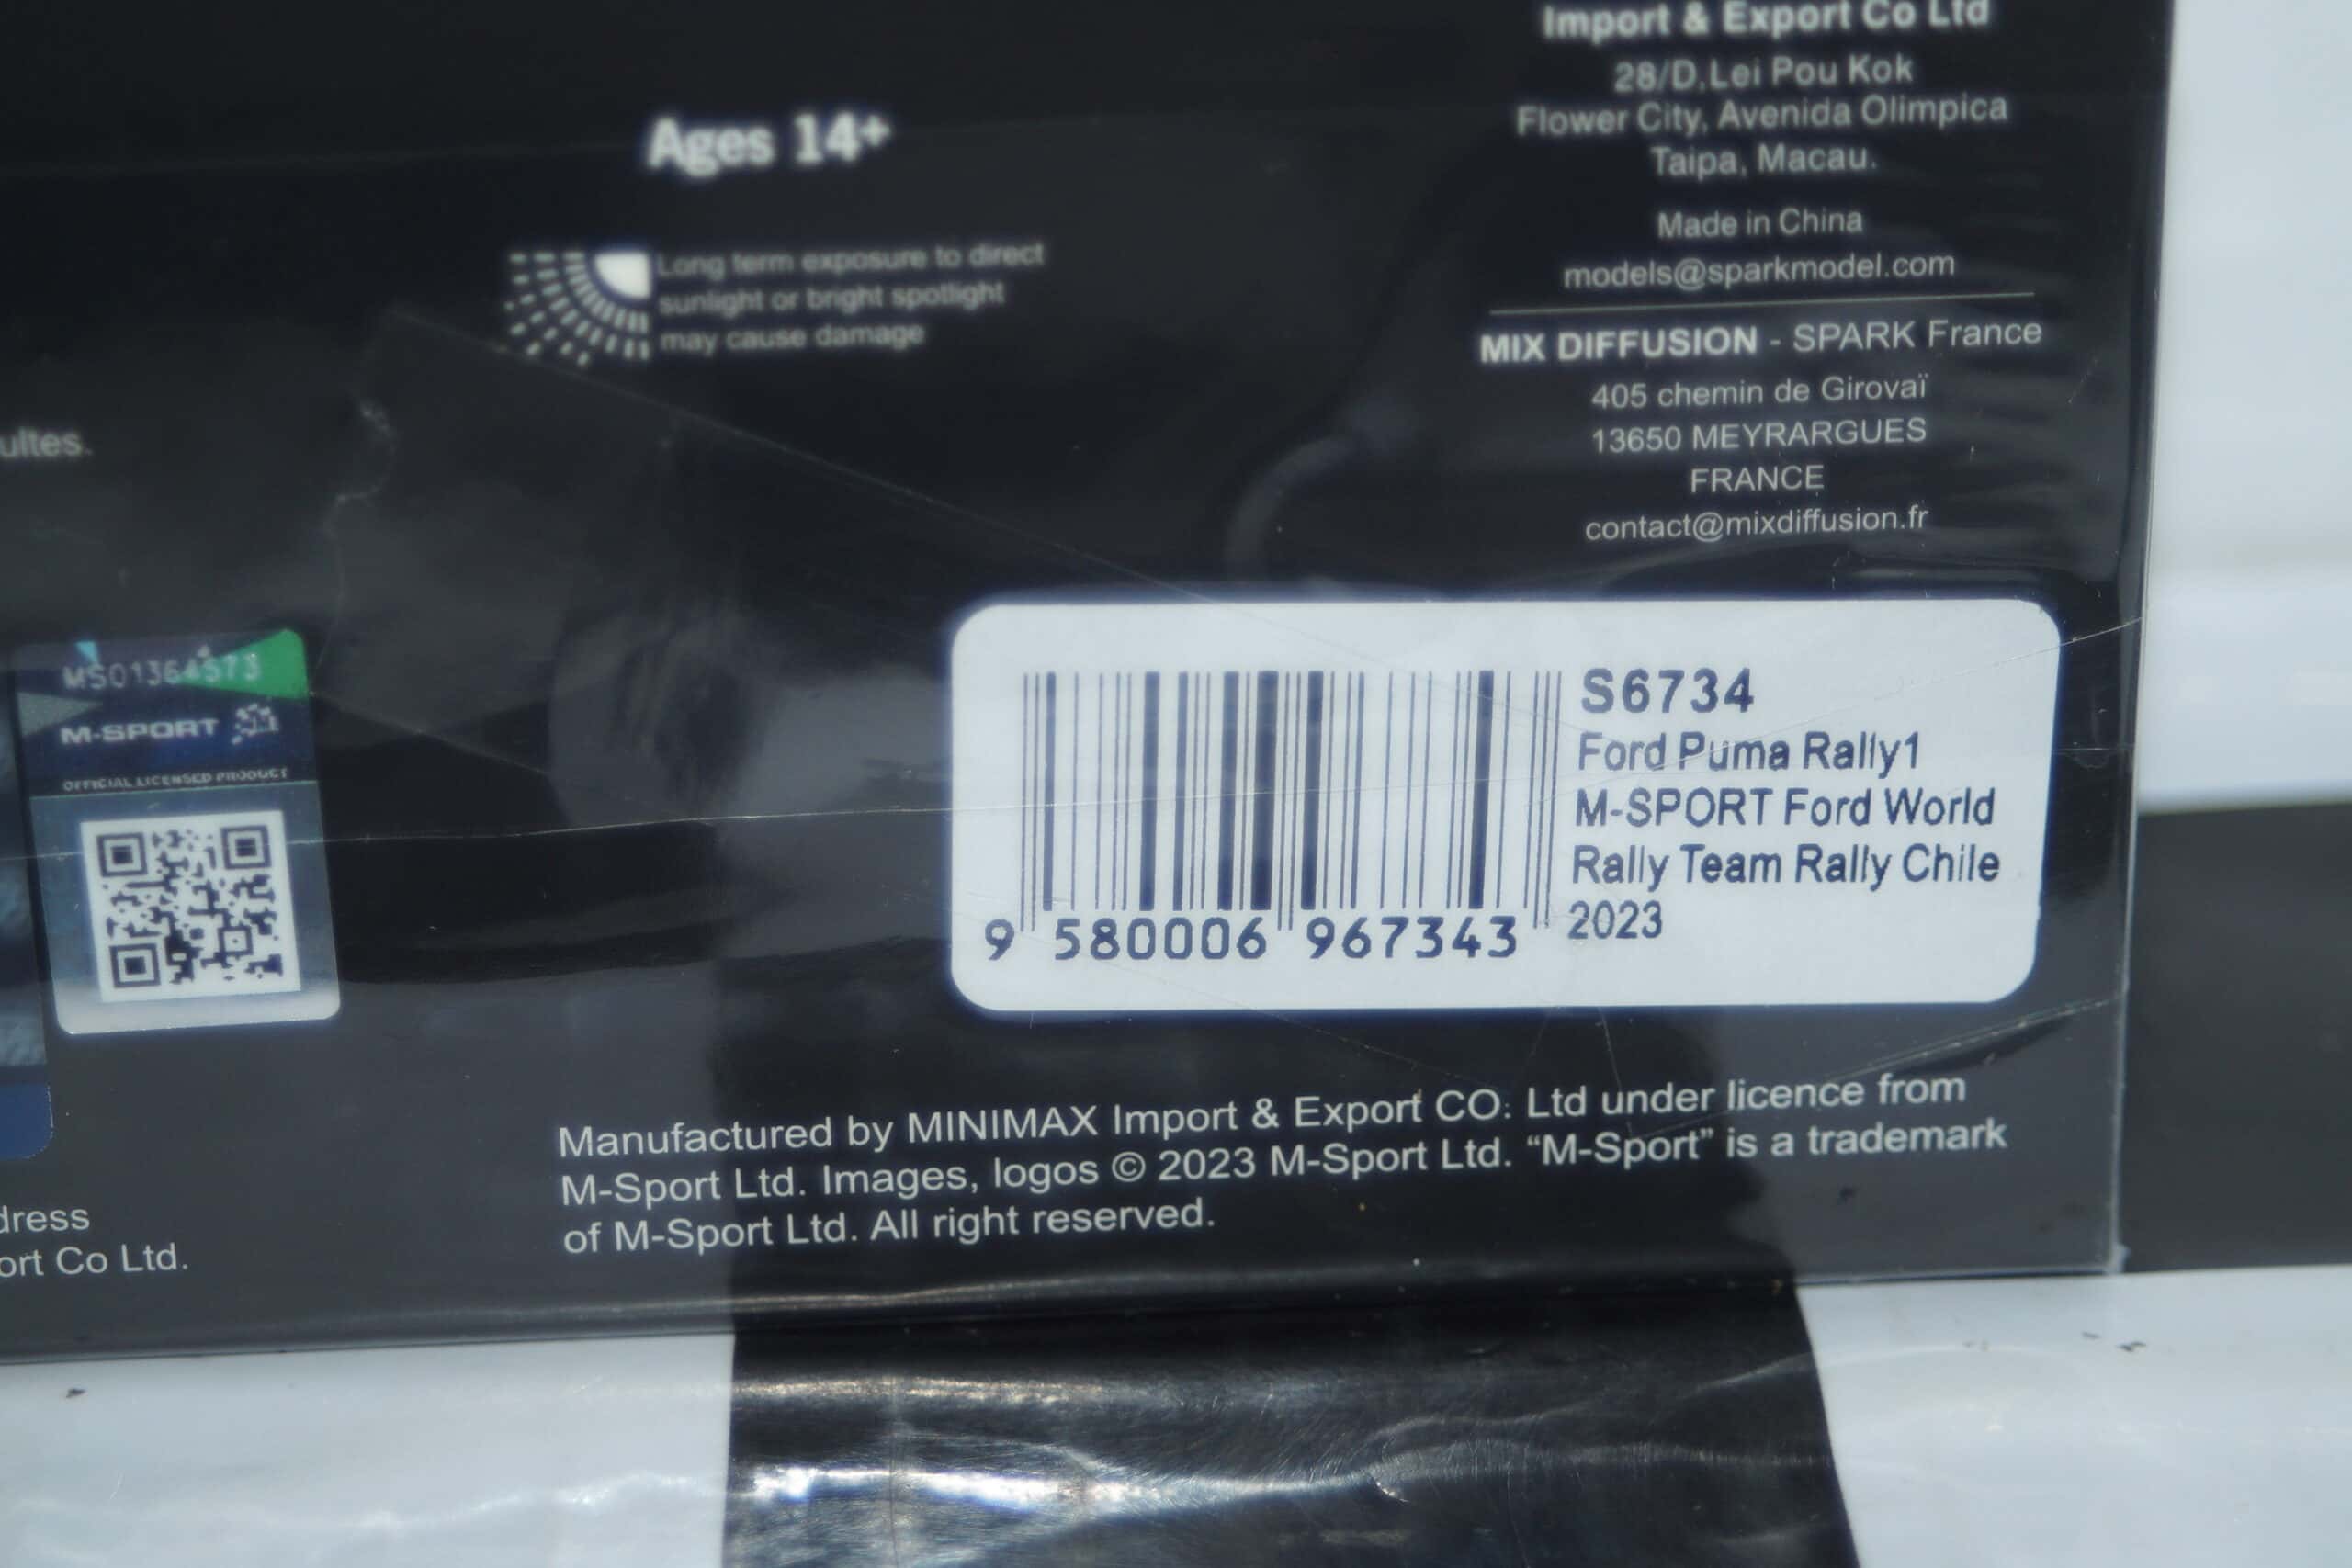 Import & Export Co Ltd
28/D,Lei Pou Kok
Flower City, Avenida Olimpica
Taipa, Macau.
Made in China
models@sparkmodel.com
MIX DIFFUSION - SPARK France
405 chemin de Girovaï
13650 MEYRARGUES
FRANCE
contact@mixdiffusion.fr
Ages 14+
Long term exposure to direct
sunlight or bright spotlight
may cause damage
ultes.
MS01364573
M-SPORT
OFFICIAL LICENSED PRODUCT
S6734
Ford Puma Rally1
M-SPORT Ford World
Rally Team Rally Chile
2023
9 580006 967343
Manufactured by MINIMAX Import & Export CO. Ltd under licence from
M-Sport Ltd. Images, logos © 2023 M-Sport Ltd. “M-Sport” is a trademark
of M-Sport Ltd. All right reserved.
dress
ort Co Ltd.